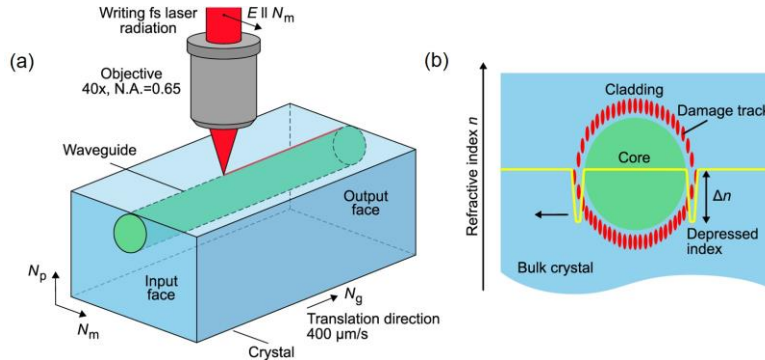 Writing fs laser
radiation
E || Nm
(a)
Objective
40x, N.A.=0.65
Waveguide
Output
face
Input
face
Np
Nm
Ng
Translation direction
400 μm/s
Crystal
(b)
Refractive index n
Cladding
Damage track
Core
Δn
Depressed
index
Bulk crystal